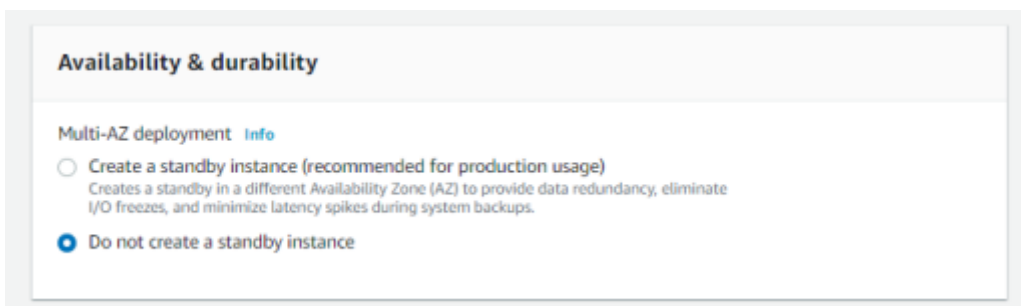 Availability & durability
Multi-AZ deployment Info
Create a standby instance (recommended for production usage)
Creates a standby in a different Availability Zone (AZ) to provide data redundancy, eliminate
I/O freezes, and minimize latency spikes during system backups.
Do not create a standby instance